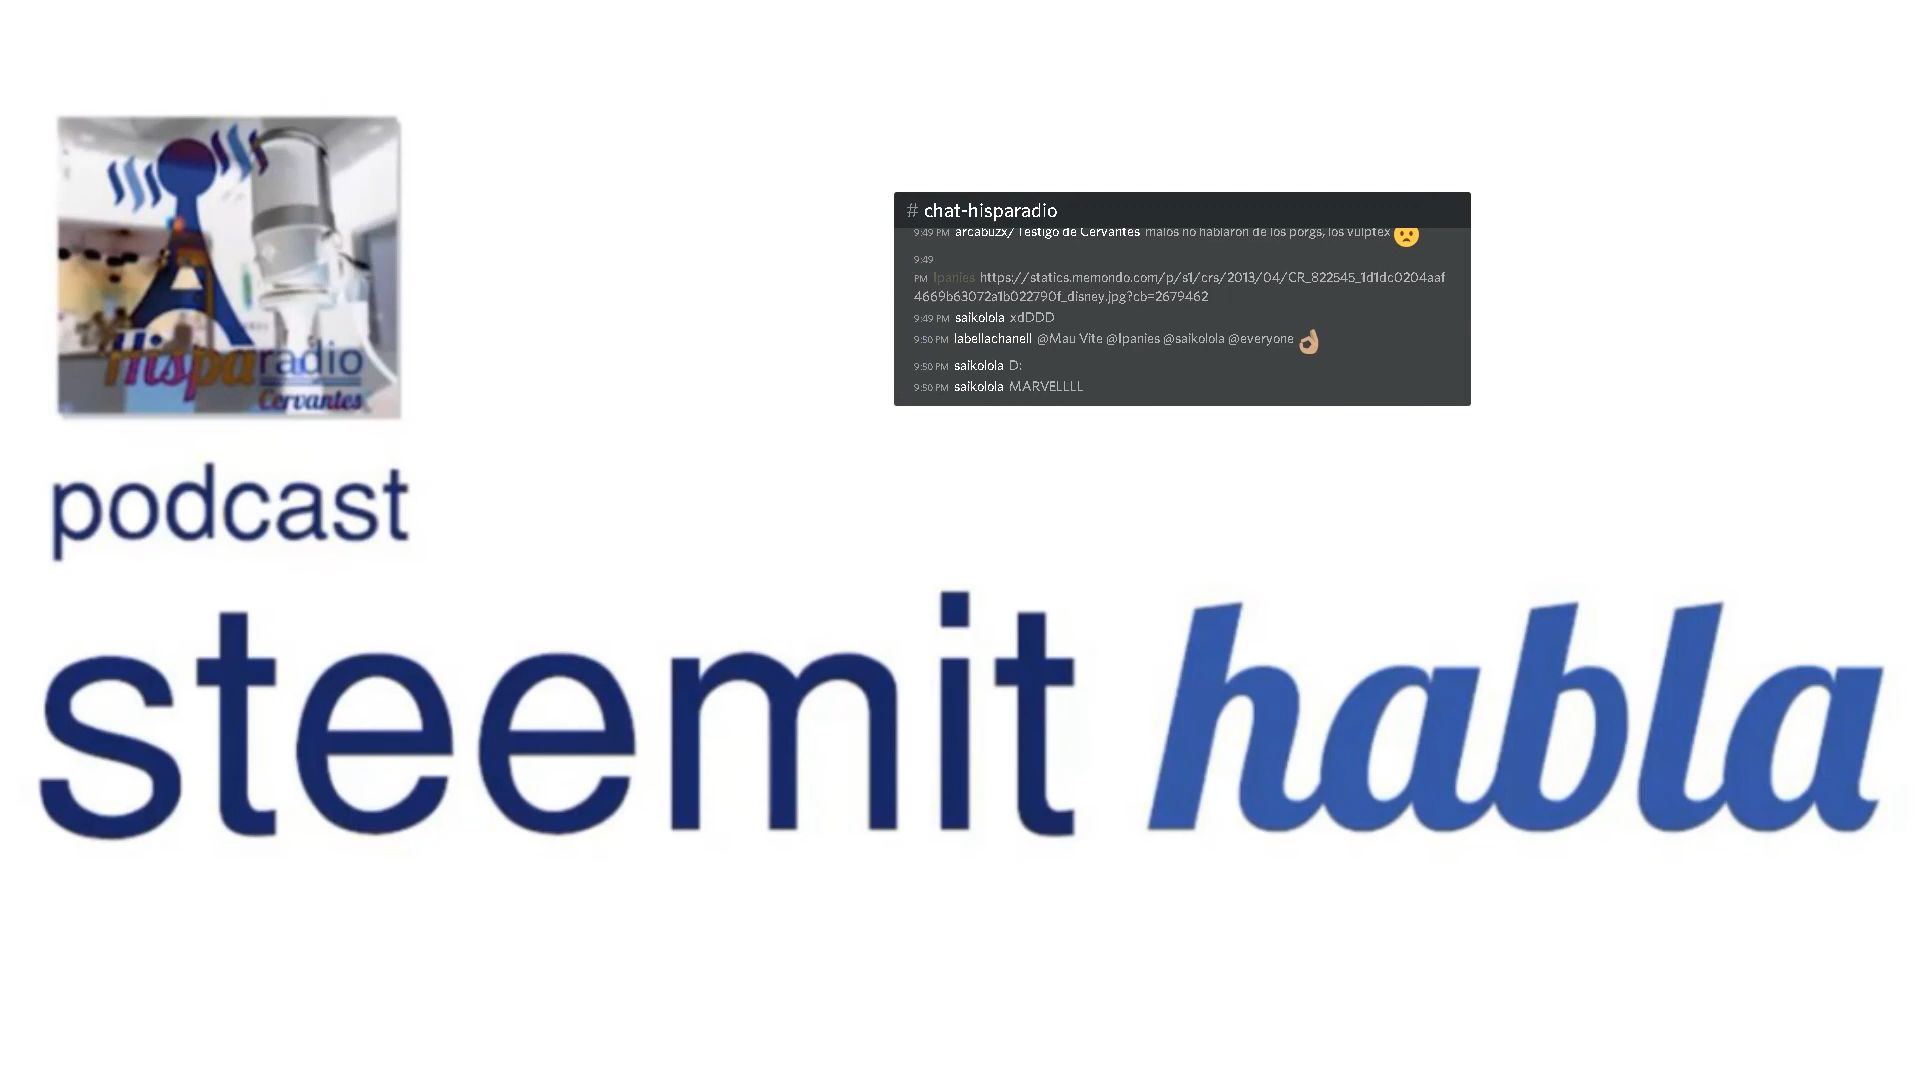 Hisparadio
Cervantes
podcast
steemit habla
# chat-hisparadio
9:49 PM arcabuzx/ Testigo de Cervantes malos no hablaron de los porgs, los vulptex 🙁
9:49
PM Ipanies https://statics.memondo.com/p/s1/crs/2013/04/CR_822545_1d1dc0204aaf
4669b63072a1b022790f_disney.jpg?cb=2679462
9:49 PM saikolola xdDDD
9:50 PM labellachanell @Mau Vite @Ipanies @saikolola @everyone 👌🏽
9:50 PM saikolola D:
9:50 PM saikolola MARVELLLL